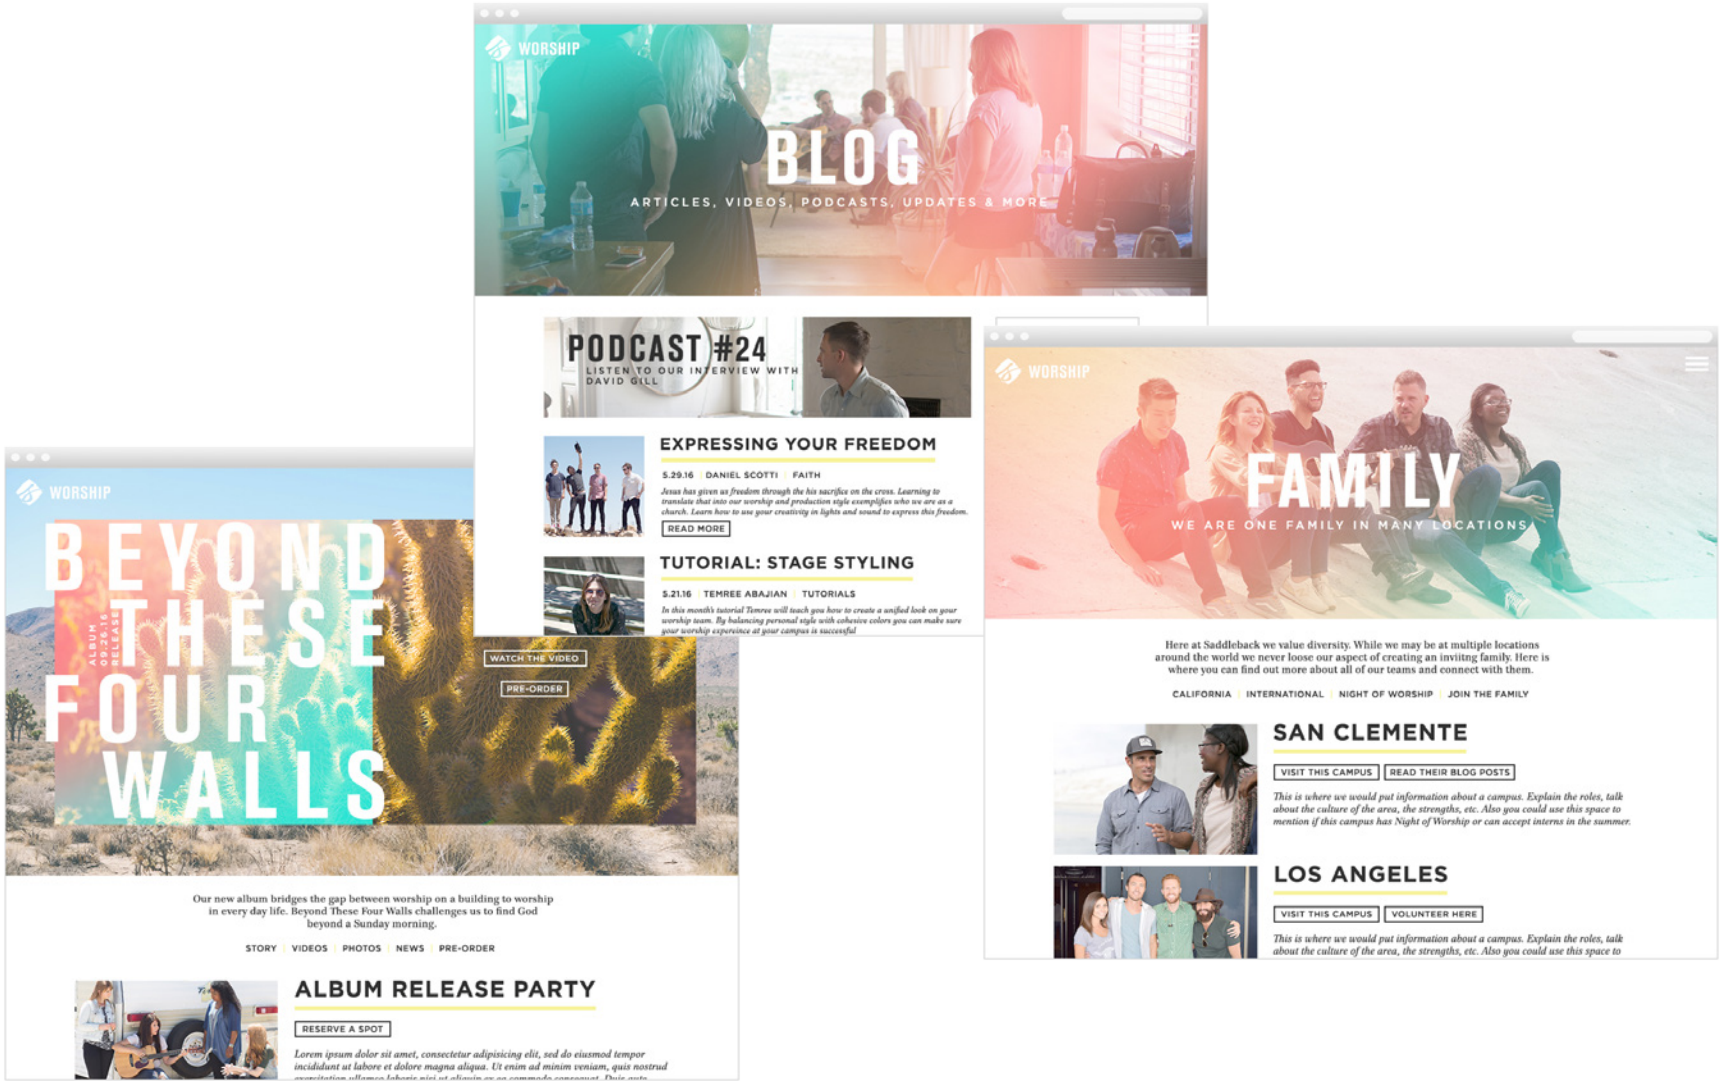 WORSHIP
BLOG
ARTICLES, VIDEOS, PODCASTS, UPDATES & MORE
PODCAST #24
LISTEN TO OUR INTERVIEW WITH
DAVID GILL
EXPRESSING YOUR FREEDOM
5.29.16 | DANIEL SCOTTI | FAITH
Jesus has given us freedom through the his sacrifice on the cross. Learning to
translate that into our worship and production style exemplifies who we are as a
church. Learn how to use your creativity in lights and sound to express this freedom.
READ MORE
TUTORIAL: STAGE STYLING
5.21.16 | TEMREE ABAJIAN | TUTORIALS
In this month's tutorial Temree will teach you how to create a unified look on your
worship team. By balancing personal style with cohesive colors you can make sure
your worship expereince at your campus is successful
WORSHIP
BEYOND
THESE
FOUR
WALLS
ALBUM
09.26.16
RELEASE
WATCH THE VIDEO
PRE-ORDER
Our new album bridges the gap between worship on a building to worship
in every day life. Beyond These Four Walls challenges us to find God
beyond a Sunday morning.
STORY | VIDEOS | PHOTOS | NEWS | PRE-ORDER
ALBUM RELEASE PARTY
RESERVE A SPOT
Lorem ipsum dolor sit amet, consectetur adipisicing elit, sed do eiusmod tempor
incididunt ut labore et dolore magna aliqua. Ut enim ad minim veniam, quis nostrud
WORSHIP
FAMILY
WE ARE ONE FAMILY IN MANY LOCATIONS
Here at Saddleback we value diversity. While we may be at multiple locations
around the world we never loose our aspect of creating an inviitng family. Here is
where you can find out more about all of our teams and connect with them.
CALIFORNIA | INTERNATIONAL | NIGHT OF WORSHIP | JOIN THE FAMILY
SAN CLEMENTE
VISIT THIS CAMPUS
READ THEIR BLOG POSTS
This is where we would put information about a campus. Explain the roles, talk
about the culture of the area, the strengths, etc. Also you could use this space to
mention if this campus has Night of Worship or can accept interns in the summer.
LOS ANGELES
VISIT THIS CAMPUS
VOLUNTEER HERE
This is where we would put information about a campus. Explain the roles, talk
about the culture of the area, the strengths, etc. Also you could use this space to